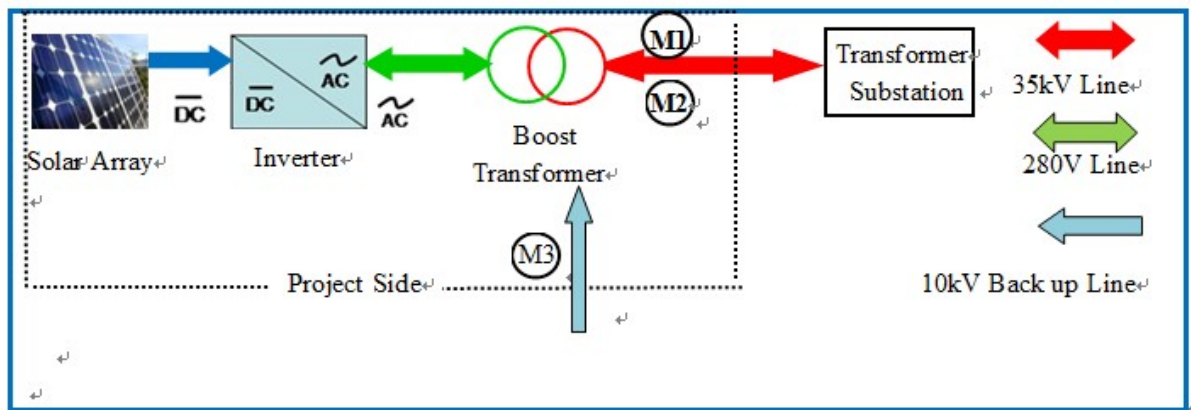 Solar Array
DC
DC
AC
AC
Inverter
Boost
Transformer
M1
M2
M3
Transformer
Substation
35kV Line
280V Line
10kV Back up Line
Project Side